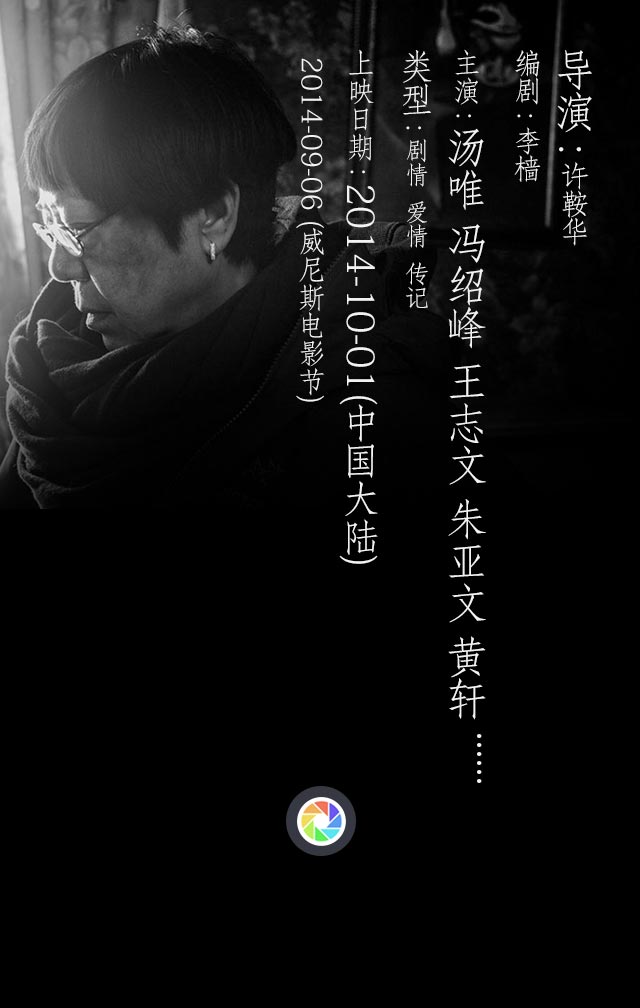 导演：许鞍华
编剧：李樯
主演：汤唯 冯绍峰 王志文 朱亚文 黄轩 ……
类型：剧情 爱情 传记
上映日期：2014-10-01(中国大陆)
2014-09-06 (威尼斯电影节)